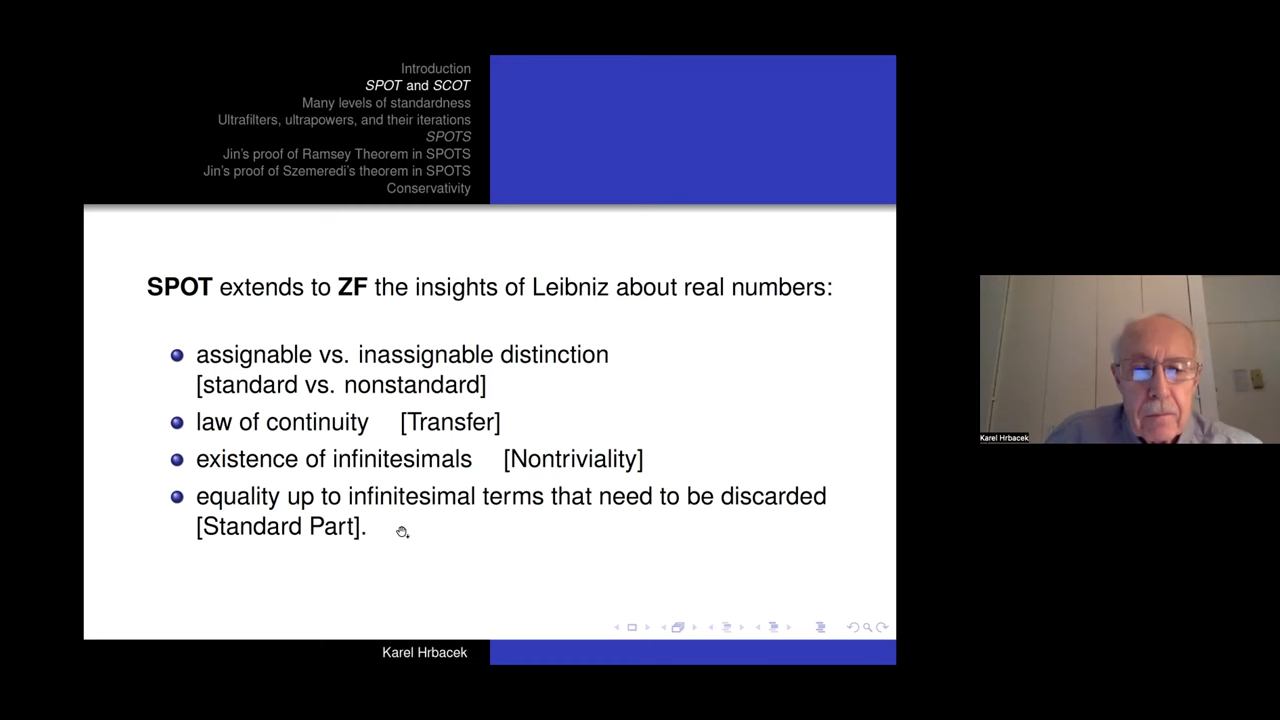 Introduction
SPOT and SCOT
Many levels of standardness
Ultrafilters, ultrapowers, and their iterations
SPOTS
Jin's proof of Ramsey Theorem in SPOTS
Jin's proof of Szemeredi's theorem in SPOTS
Conservativity
SPOT extends to ZF the insights of Leibniz about real numbers:
assignable vs. inassignable distinction
[standard vs. nonstandard]
law of continuity [Transfer]
existence of infinitesimals [Nontriviality]
equality up to infinitesimal terms that need to be discarded
[Standard Part].
Karel Hrbacek
Karel Hrbacek